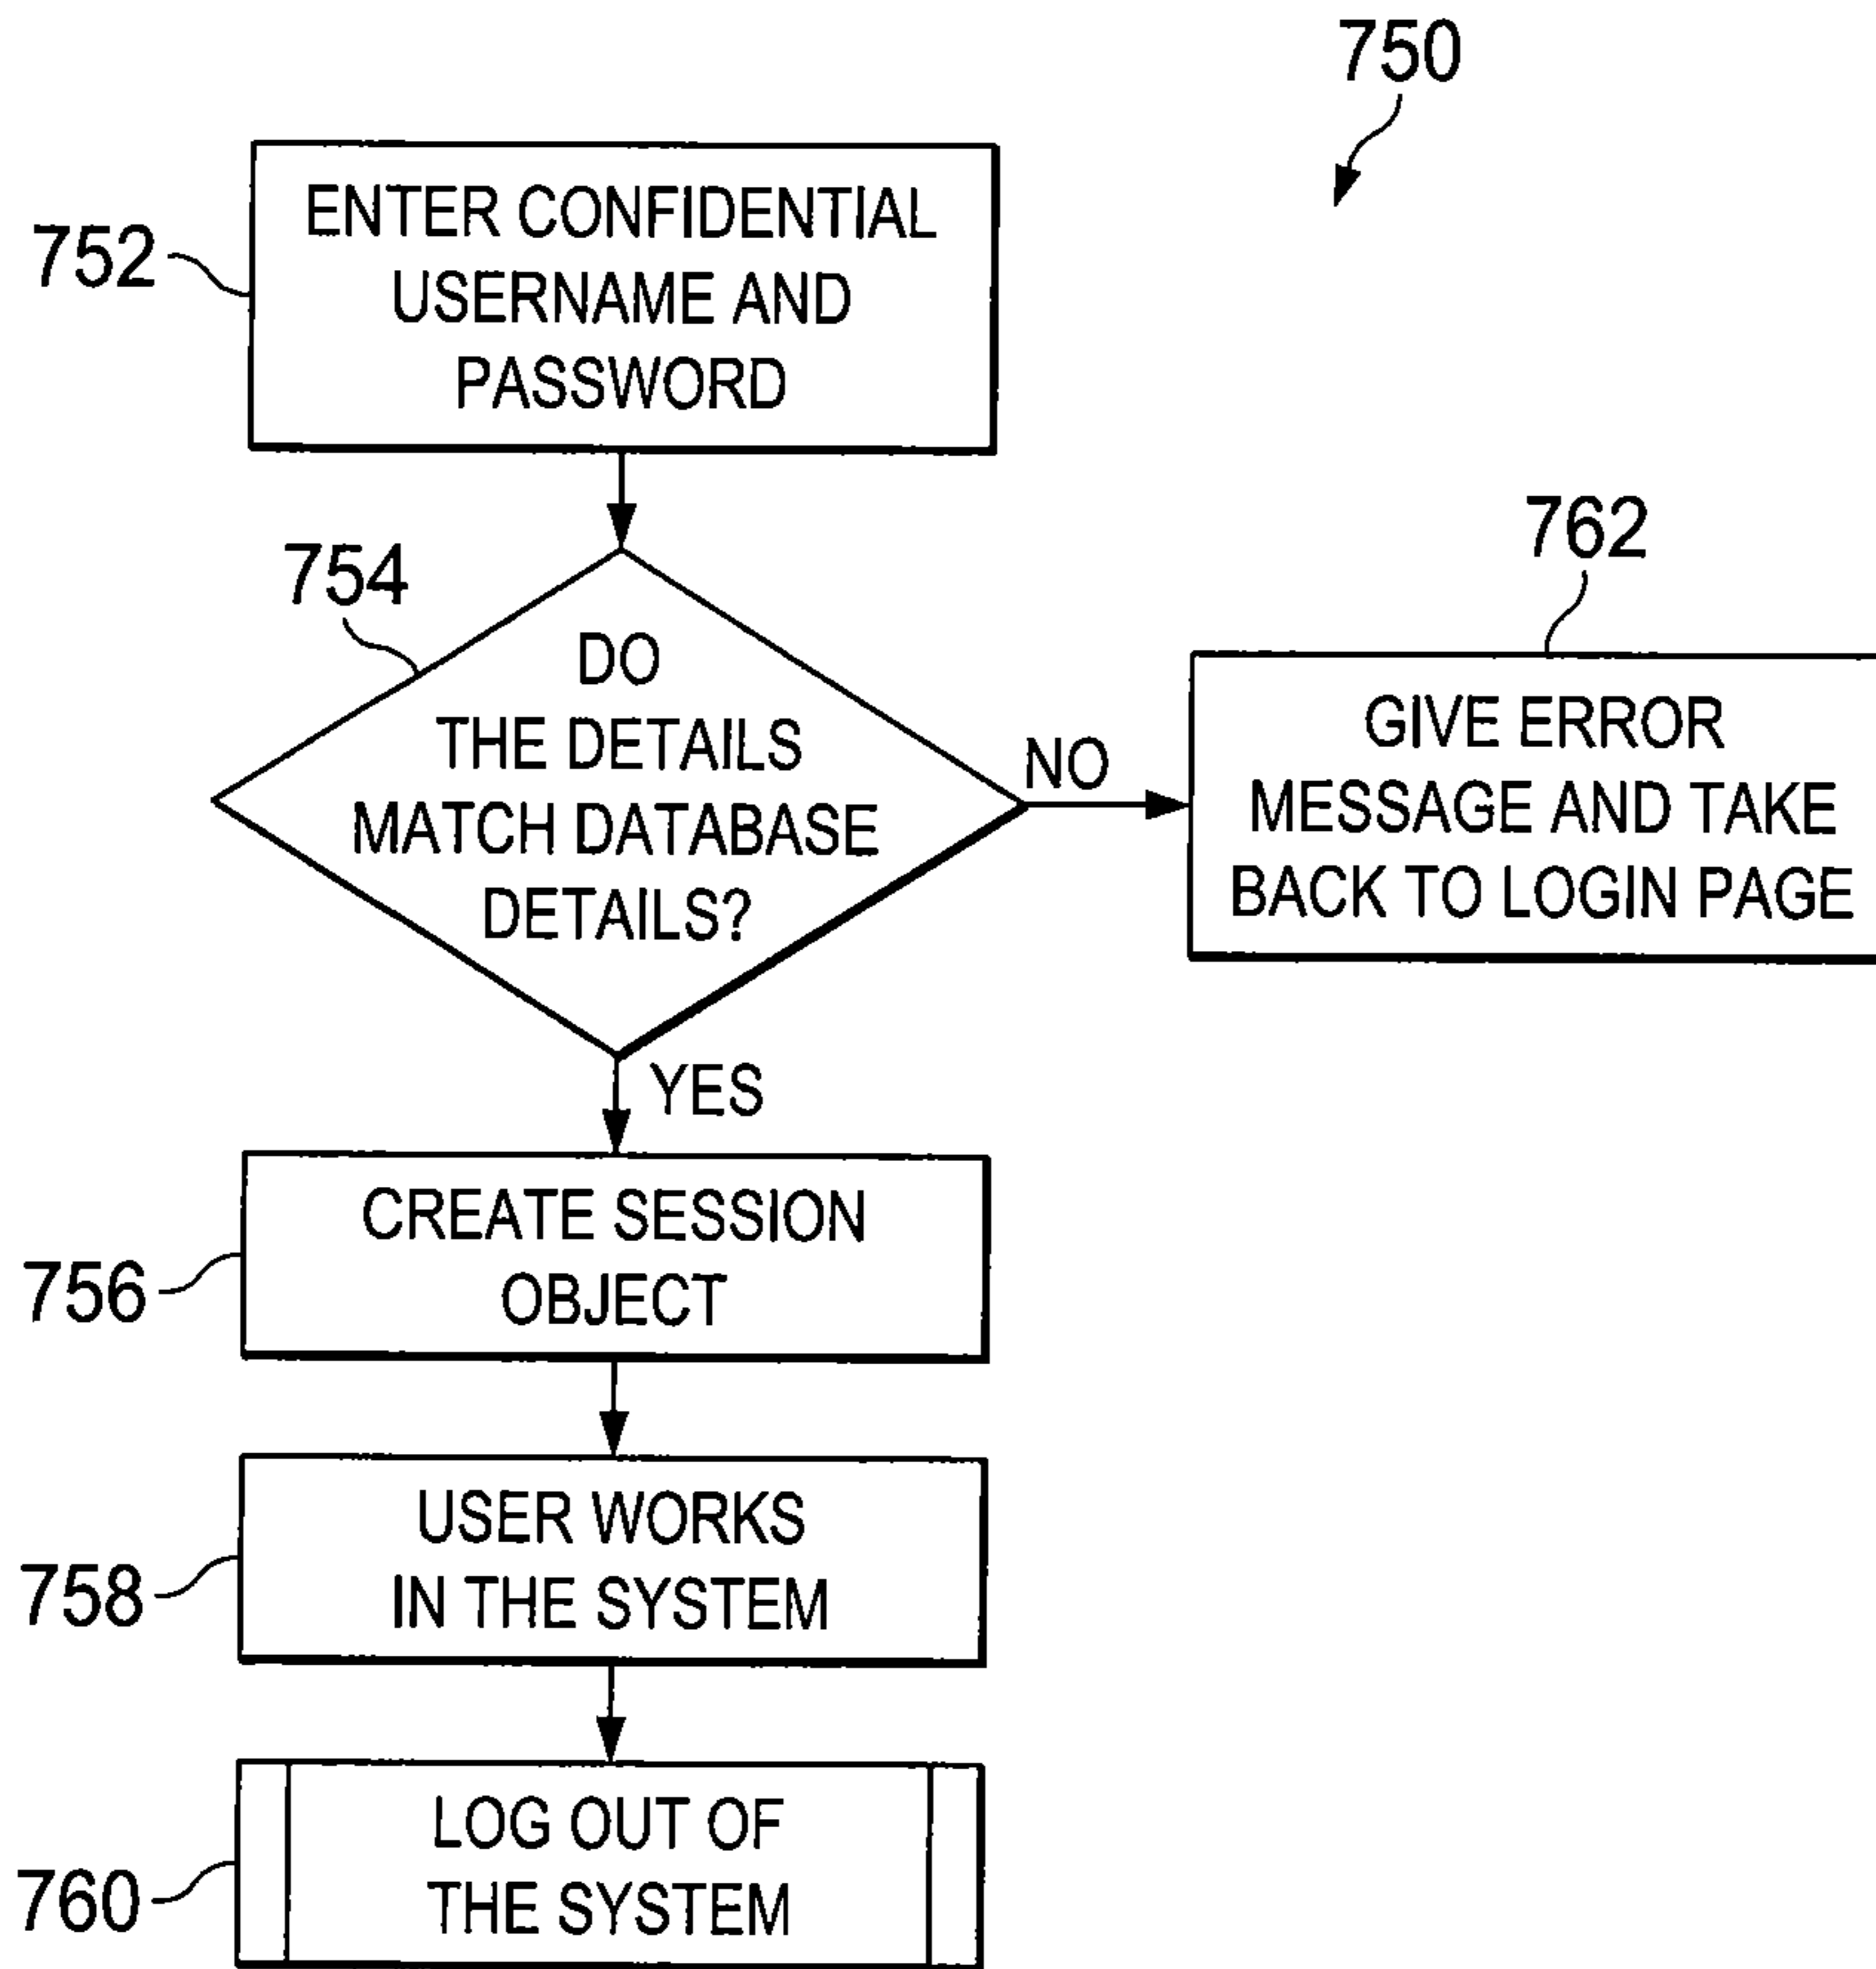 750
752
ENTER CONFIDENTIAL
USERNAME AND
PASSWORD
754
DO
THE DETAILS
MATCH DATABASE
DETAILS?
NO
762
GIVE ERROR
MESSAGE AND TAKE
BACK TO LOGIN PAGE
YES
756
CREATE SESSION
OBJECT
758
USER WORKS
IN THE SYSTEM
760
LOG OUT OF
THE SYSTEM